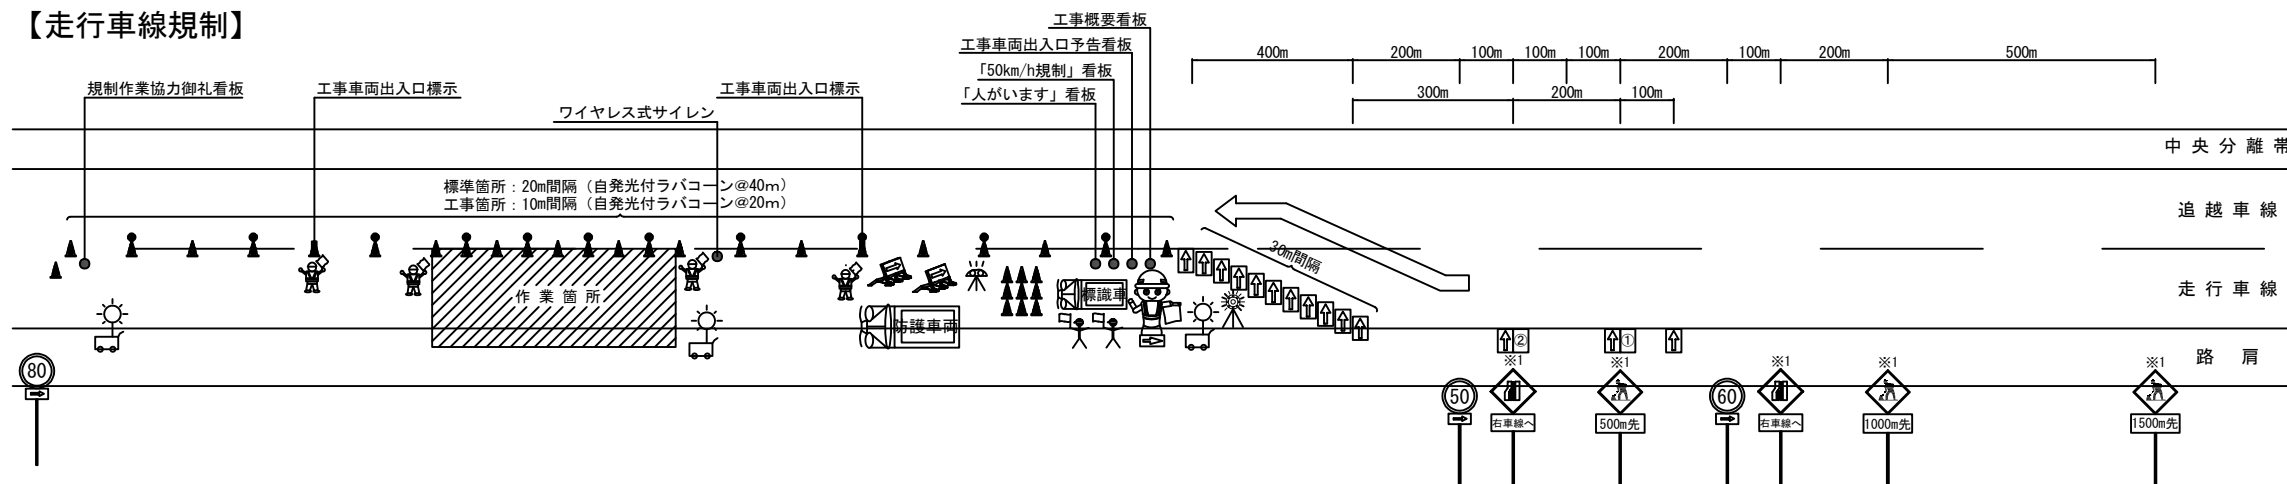 【走行車線規制】
工事概要看板
工事車両出入口予告看板
「50km/h規制」看板
「人がいます」看板
規制作業協力御礼看板
工事車両出入口標示
ワイヤレス式サイレン
工事車両出入口標示
400m
200m
100m
100m
100m
200m
100m
200m
500m
300m
200m
100m
中央分離帯
標準箇所：20m間隔（自発光付ラバコーン@40m）
工事箇所：10m間隔（自発光付ラバコーン@20m）
追越車線
30m間隔
走行車線
作業箇所
標識車
防護車両
路肩
②
①
※1
※1
※1
※1
※1
80
50
60
右車線へ
500m先
右車線へ
1000m先
1500m先